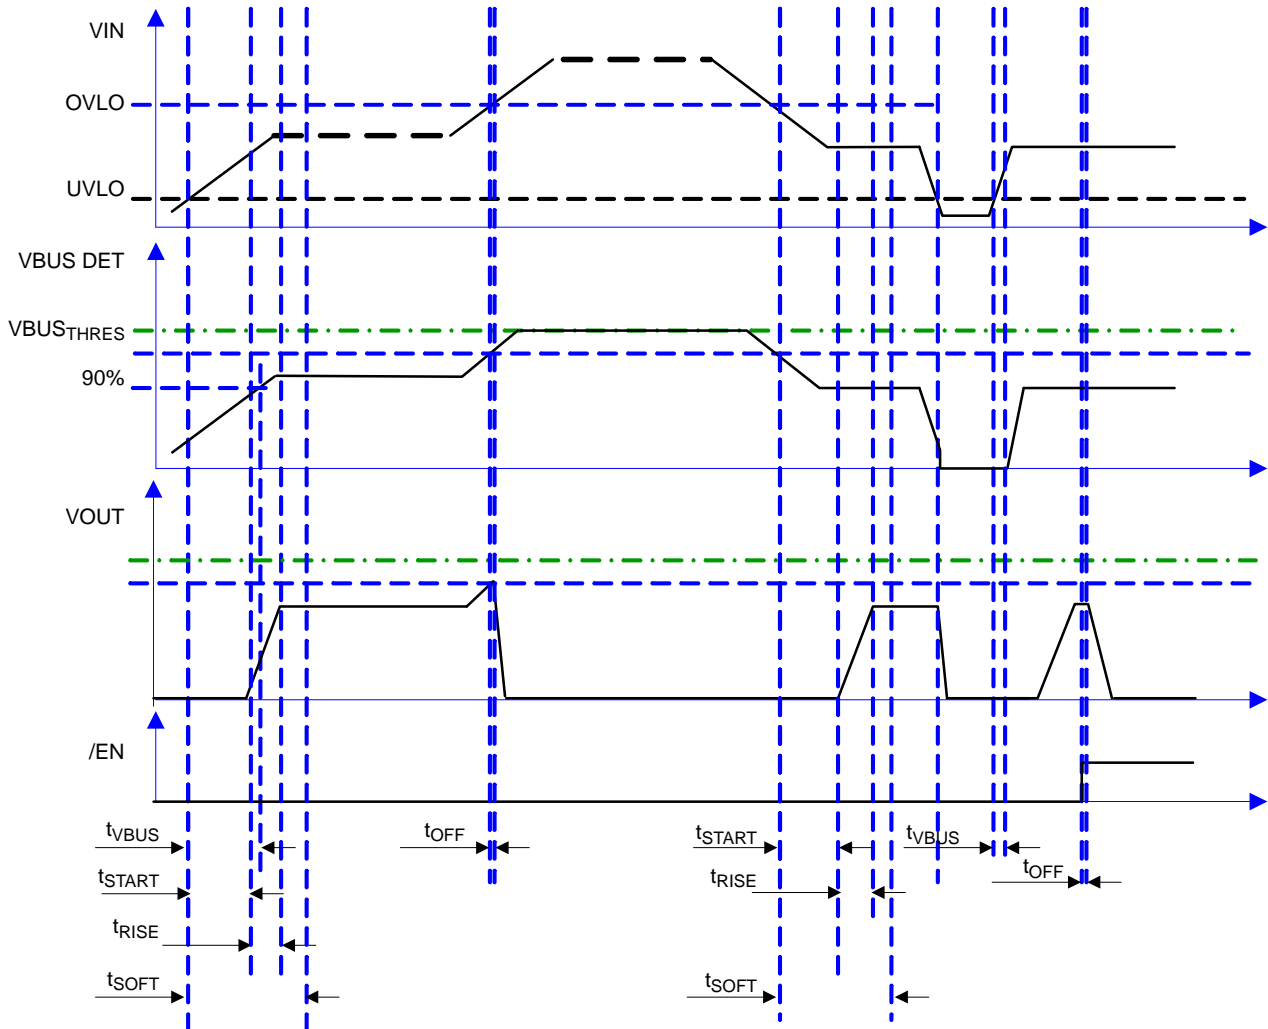 VIN
OVLO
UVLO
VBUS DET
VBUSTHRES
90%
VOUT
/EN
tVBUS
tOFF
tSTART
tVBUS
tSTART
tRISE
tOFF
tRISE
tSOFT
tSOFT